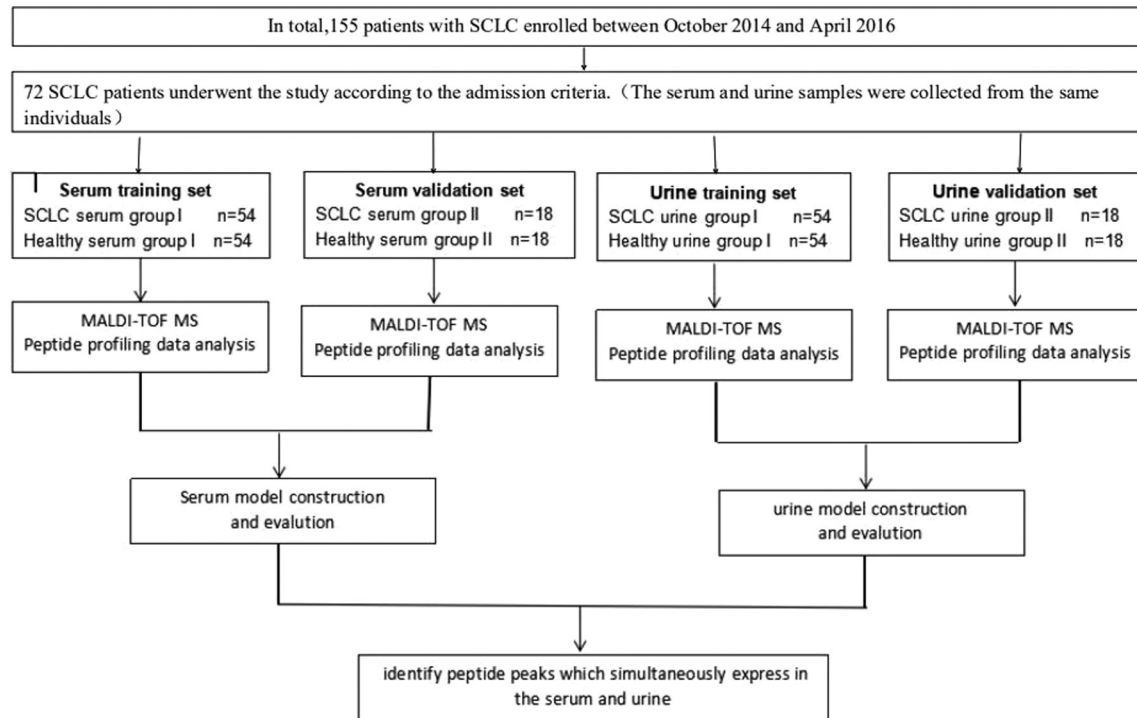 In total,155 patients with SCLC enrolled between October 2014 and April 2016
72 SCLC patients underwent the study according to the admission criteria.（The serum and urine samples were collected from the same
individuals）
Serum training set
SCLC serum group I n=54
Healthy serum group I n=54
Serum validation set
SCLC serum group II n=18
Healthy serum group II n=18
Urine training set
SCLC urine group I n=54
Healthy urine group I n=54
Urine validation set
SCLC urine group II n=18
Healthy urine group II n=18
MALDI-TOF MS
Peptide profiling data analysis
MALDI-TOF MS
Peptide profiling data analysis
MALDI-TOF MS
Peptide profiling data analysis
MALDI-TOF MS
Peptide profiling data analysis
Serum model construction
and evalution
urine model construction
and evalution
identify peptide peaks which simultaneously express in
the serum and urine